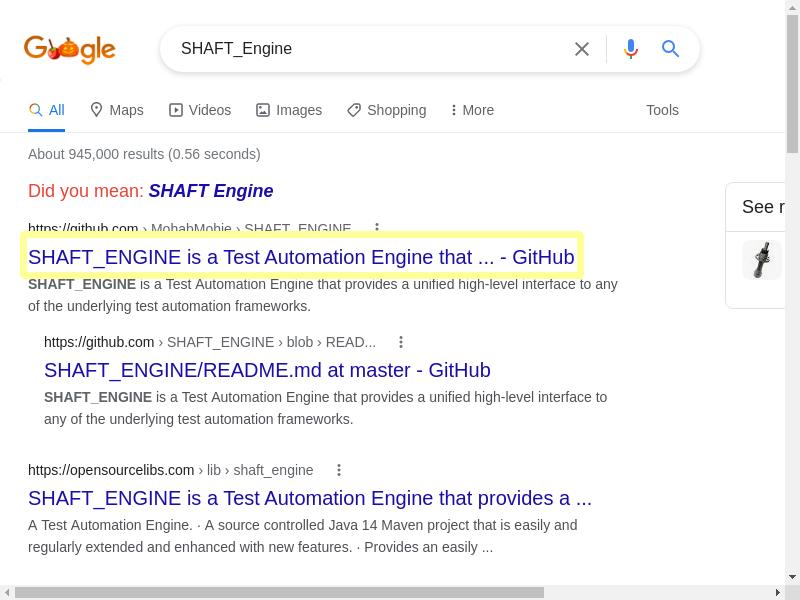 Google
SHAFT_Engine
All Maps Videos Images Shopping More Tools
About 945,000 results (0.56 seconds)
Did you mean: SHAFT Engine
https://github.com › MohabMohie › SHAFT_ENGINE
SHAFT_ENGINE is a Test Automation Engine that ... - GitHub
SHAFT_ENGINE is a Test Automation Engine that provides a unified high-level interface to any
of the underlying test automation frameworks.
https://github.com › SHAFT_ENGINE › blob › READ...
SHAFT_ENGINE/README.md at master - GitHub
SHAFT_ENGINE is a Test Automation Engine that provides a unified high-level interface to
any of the underlying test automation frameworks.
https://opensourcelibs.com › lib › shaft_engine
SHAFT_ENGINE is a Test Automation Engine that provides a ...
A Test Automation Engine. · A source controlled Java 14 Maven project that is easily and
regularly extended and enhanced with new features. · Provides an easily ...
See r